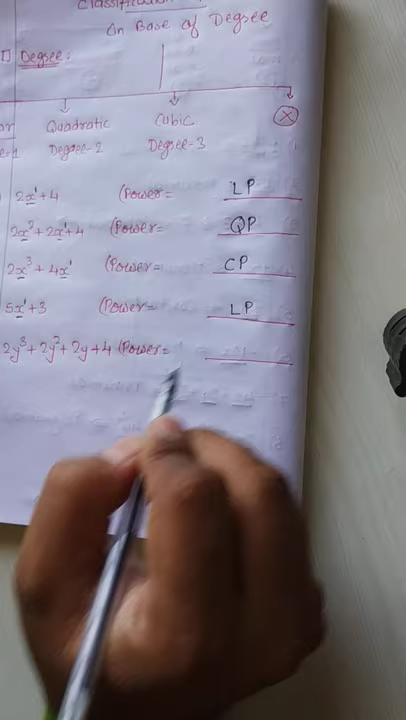 Classification
On Base of Degree
Degree:
Quadratic Cubic
Degree-2 Degree-3
2x¹+4 (Power= LP
2x²+2x¹+4 (Power= QP
2x³+4x¹ (Power= CP
5x¹+3 (Power= LP
2y³+2y²+2y+4 (Power=